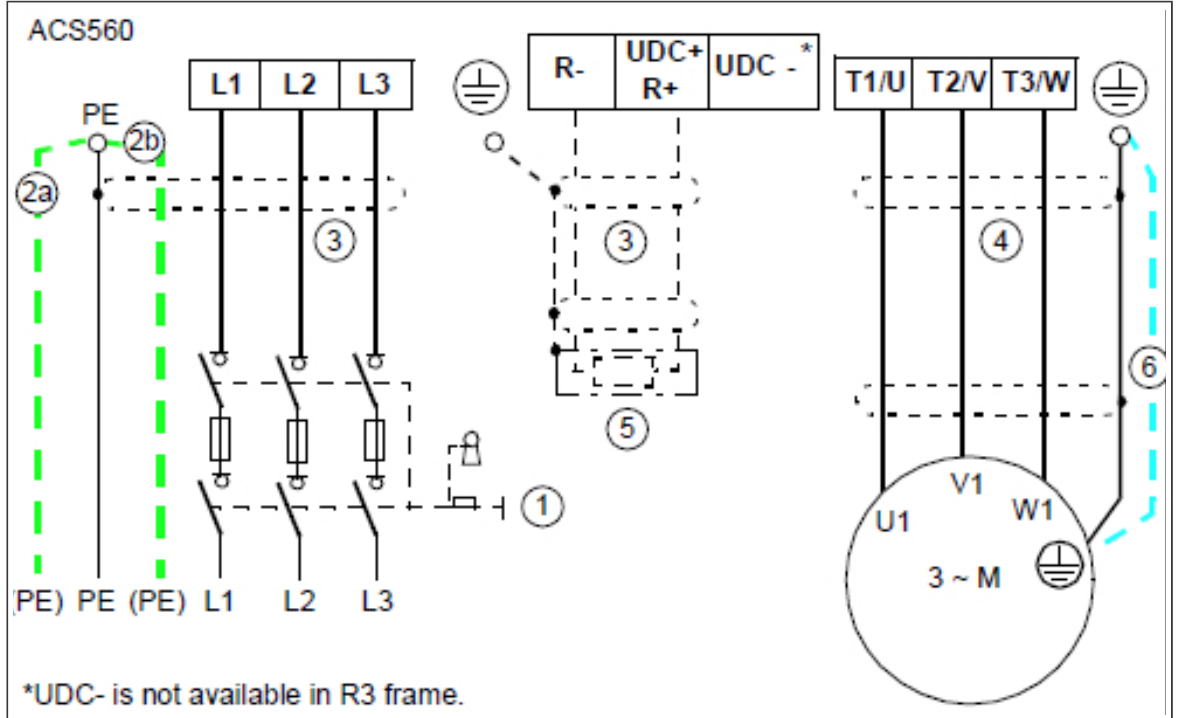 ACS560
L1 L2 L3
R- UDC+ R+ UDC - *
T1/U T2/V T3/W
PE
2a
2b
3
3
4
5
6
1
U1
V1
W1
3 ~ M
(PE) PE (PE) L1 L2 L3
*UDC- is not available in R3 frame.